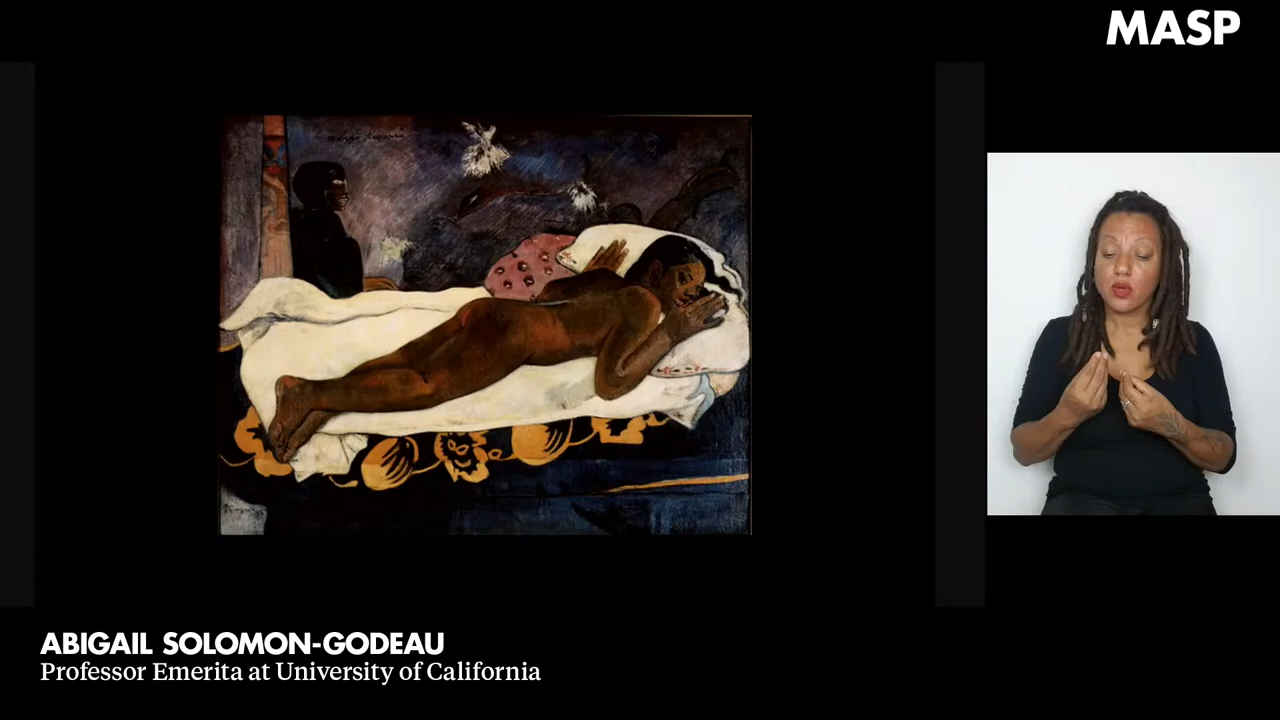 MASP
ABIGAIL SOLOMON-GODEAU
Professor Emerita at University of California